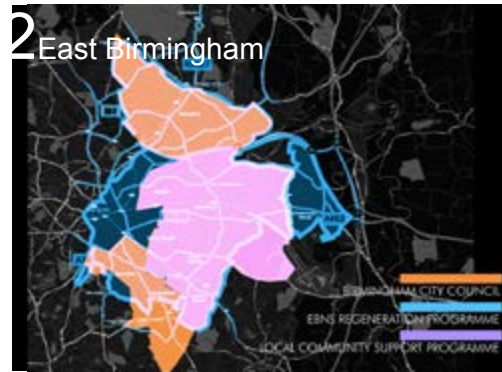 2 East Birmingham
BIRMINGHAM CITY COUNCIL
EBNS REGENERATION PROGRAMME
LOCAL COMMUNITY SUPPORT PROGRAMME